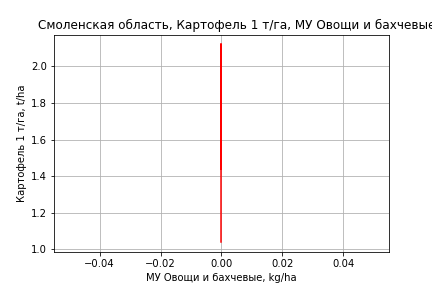 Смоленская область, Картофель 1 т/га, МУ Овощи и бахчевые
Картофель 1 т/га, t/ha
2.0
1.8
1.6
1.4
1.2
1.0
−0.04 −0.02 0.00 0.02 0.04
МУ Овощи и бахчевые, kg/ha